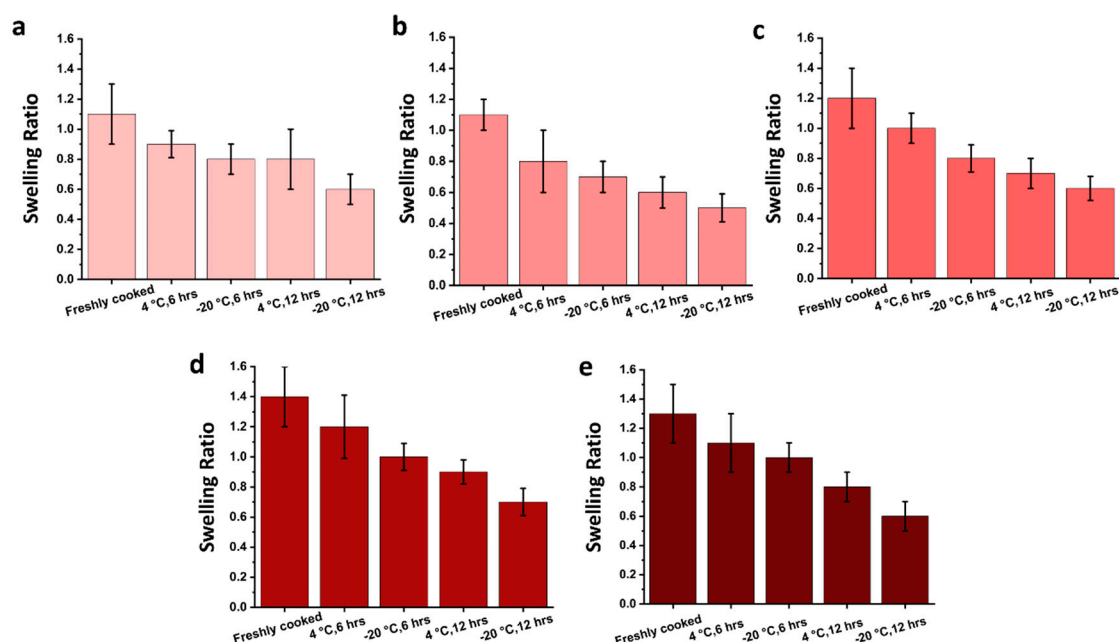 a
Swelling Ratio
1.6
1.4
1.2
1.0
0.8
0.6
0.4
0.2
0.0
Freshly cooked
4 °C,6 hrs
-20 °C,6 hrs
4 °C,12 hrs
-20 °C,12 hrs
b
Swelling Ratio
1.6
1.4
1.2
1.0
0.8
0.6
0.4
0.2
0.0
Freshly cooked
4 °C,6 hrs
-20 °C,6 hrs
4 °C,12 hrs
-20 °C,12 hrs
c
Swelling Ratio
1.6
1.4
1.2
1.0
0.8
0.6
0.4
0.2
0.0
Freshly cooked
4 °C,6 hrs
-20 °C,6 hrs
4 °C,12 hrs
-20 °C,12 hrs
d
Swelling Ratio
1.6
1.4
1.2
1.0
0.8
0.6
0.4
0.2
0.0
Freshly cooked
4 °C,6 hrs
-20 °C,6 hrs
4 °C,12 hrs
-20 °C,12 hrs
e
Swelling Ratio
1.6
1.4
1.2
1.0
0.8
0.6
0.4
0.2
0.0
Freshly cooked
4 °C,6 hrs
-20 °C,6 hrs
4 °C,12 hrs
-20 °C,12 hrs